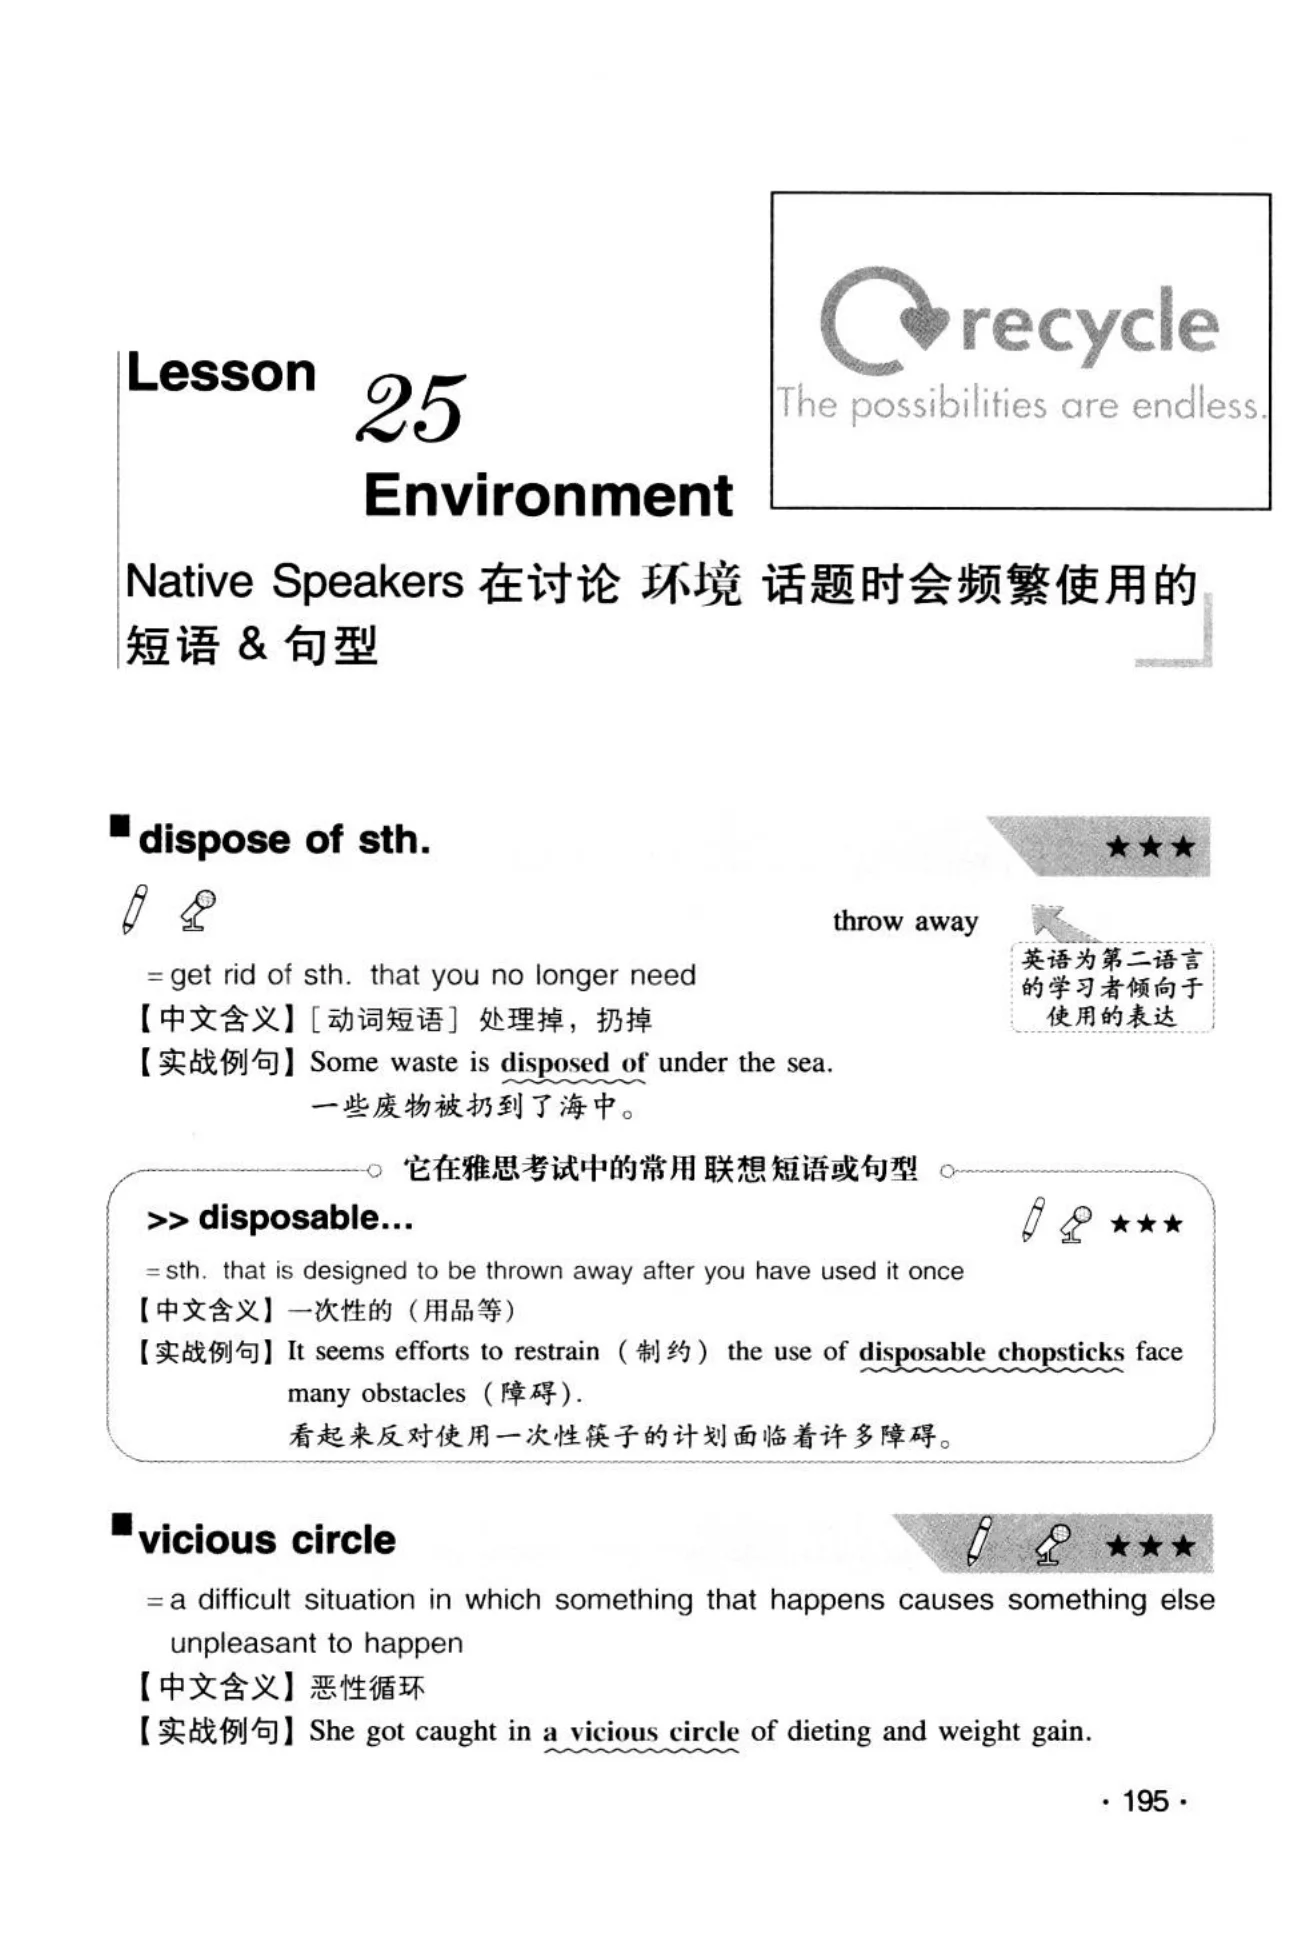 recycle
The possibilities are endless.
Lesson 25
Environment
Native Speakers 在讨论 环境 话题时会频繁使用的
短语 & 句型
■ dispose of sth. ★★★
throw away
英语为第二语言
的学习者倾向于
使用的表达
= get rid of sth. that you no longer need
【中文含义】[动词短语] 处理掉，扔掉
【实战例句】Some waste is disposed of under the sea.
一些废物被扔到了海中。
它在雅思考试中的常用 联想短语或句型
>> disposable... ★★★
= sth. that is designed to be thrown away after you have used it once
【中文含义】一次性的（用品等）
【实战例句】It seems efforts to restrain（制约）the use of disposable chopsticks face
many obstacles（障碍）.
看起来反对使用一次性筷子的计划面临着许多障碍。
■ vicious circle ★★★
= a difficult situation in which something that happens causes something else
unpleasant to happen
【中文含义】恶性循环
【实战例句】She got caught in a vicious circle of dieting and weight gain.
· 195 ·